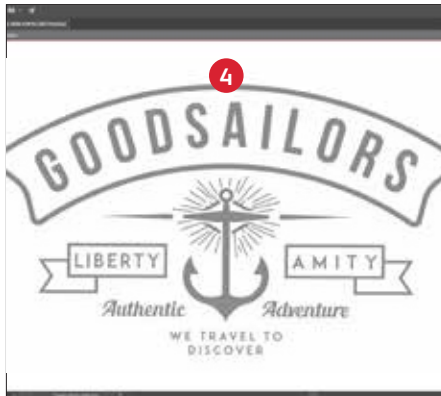 4
GOODSAILORS
LIBERTY
AMITY
Authentic
Adventure
WE TRAVEL TO
DISCOVER